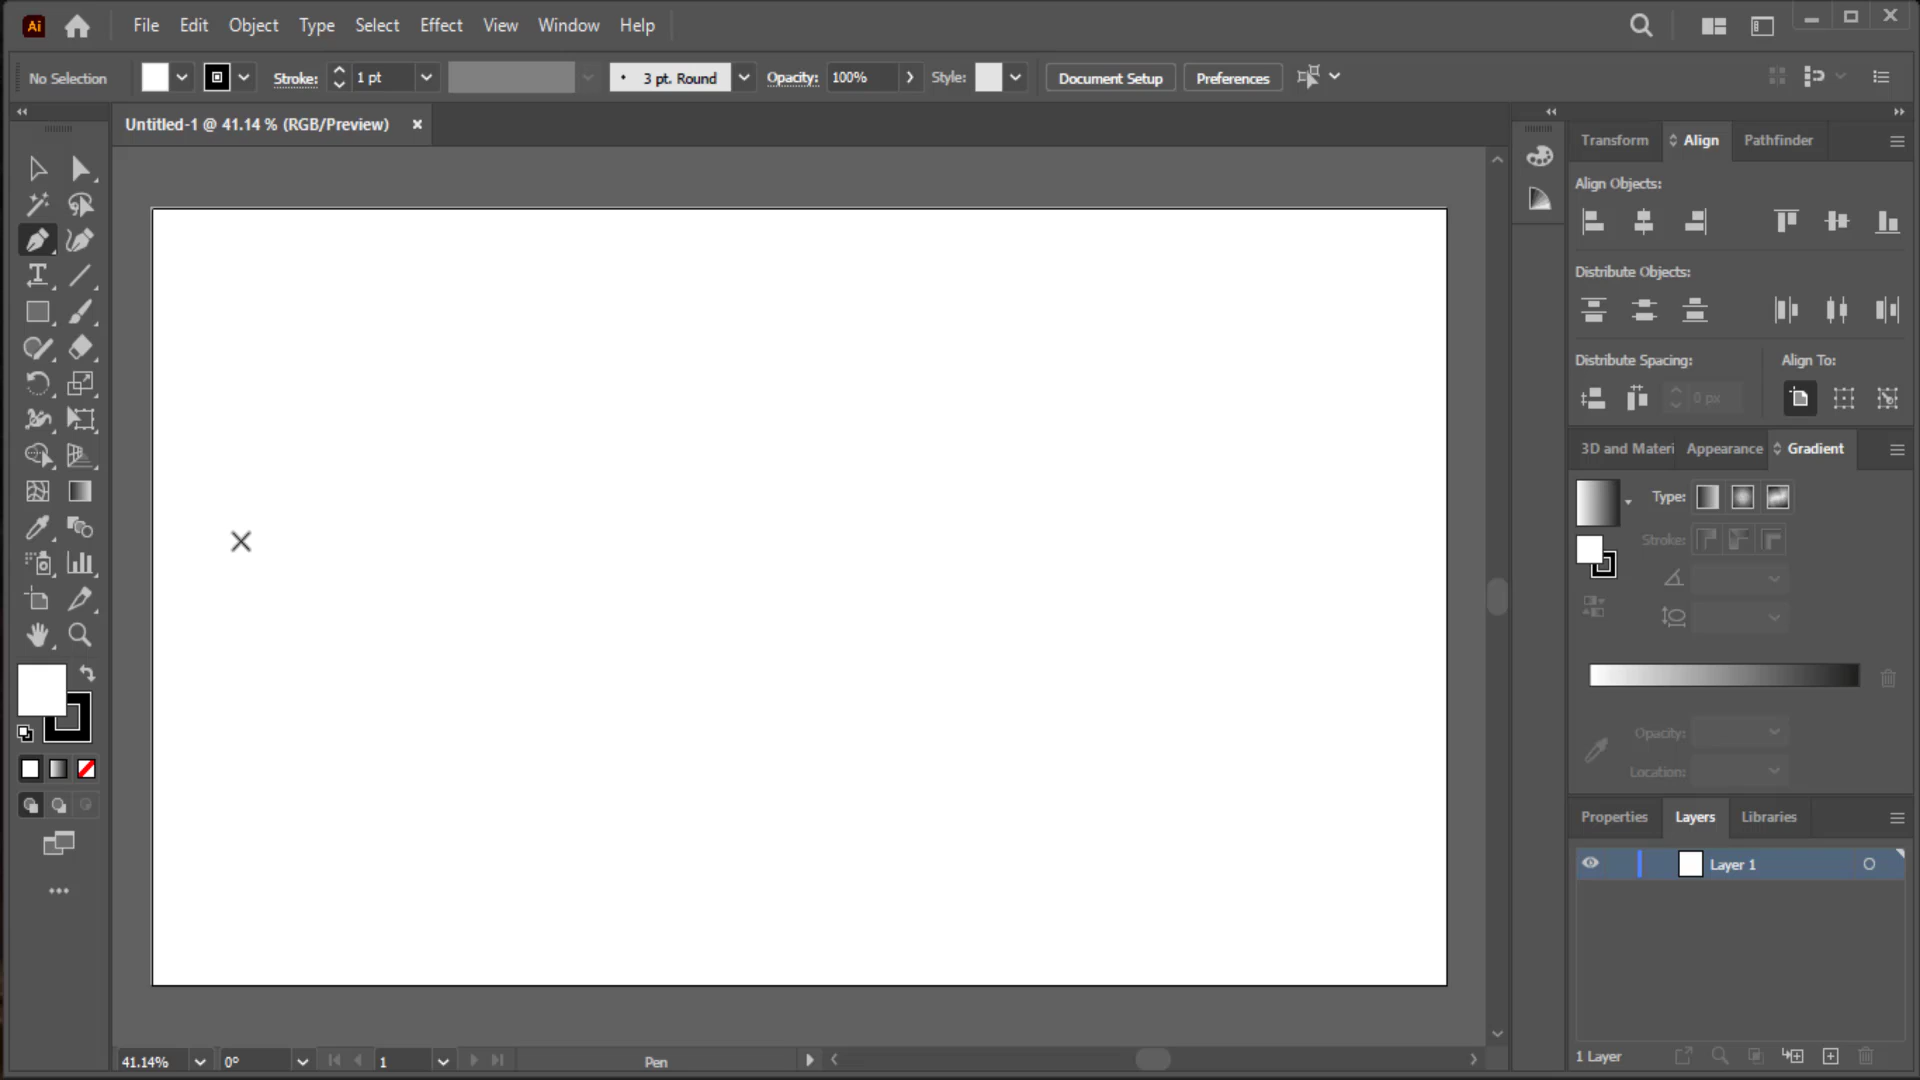 Ai File Edit Object Type Select Effect View Window Help
No Selection Stroke: 1 pt 3 pt. Round Opacity: 100% Style: Document Setup Preferences
Untitled-1 @ 41.14 % (RGB/Preview) ×
Transform Align Pathfinder
Align Objects:
Distribute Objects:
Distribute Spacing: Align To:
0 px
3D and Materi Appearance Gradient
Type:
Stroke:
Opacity:
Location:
Properties Layers Libraries
Layer 1
1 Layer
41.14% 0° 1 Pen